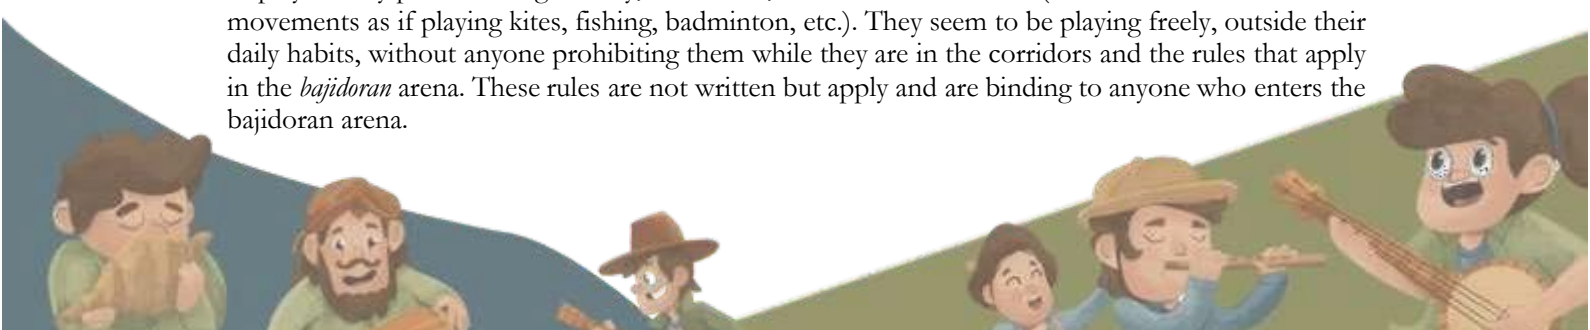 movements as if playing kites, fishing, badminton, etc.). They seem to be playing freely, outside their
daily habits, without anyone prohibiting them while they are in the corridors and the rules that apply
in the bajidoran arena. These rules are not written but apply and are binding to anyone who enters the
bajidoran arena.